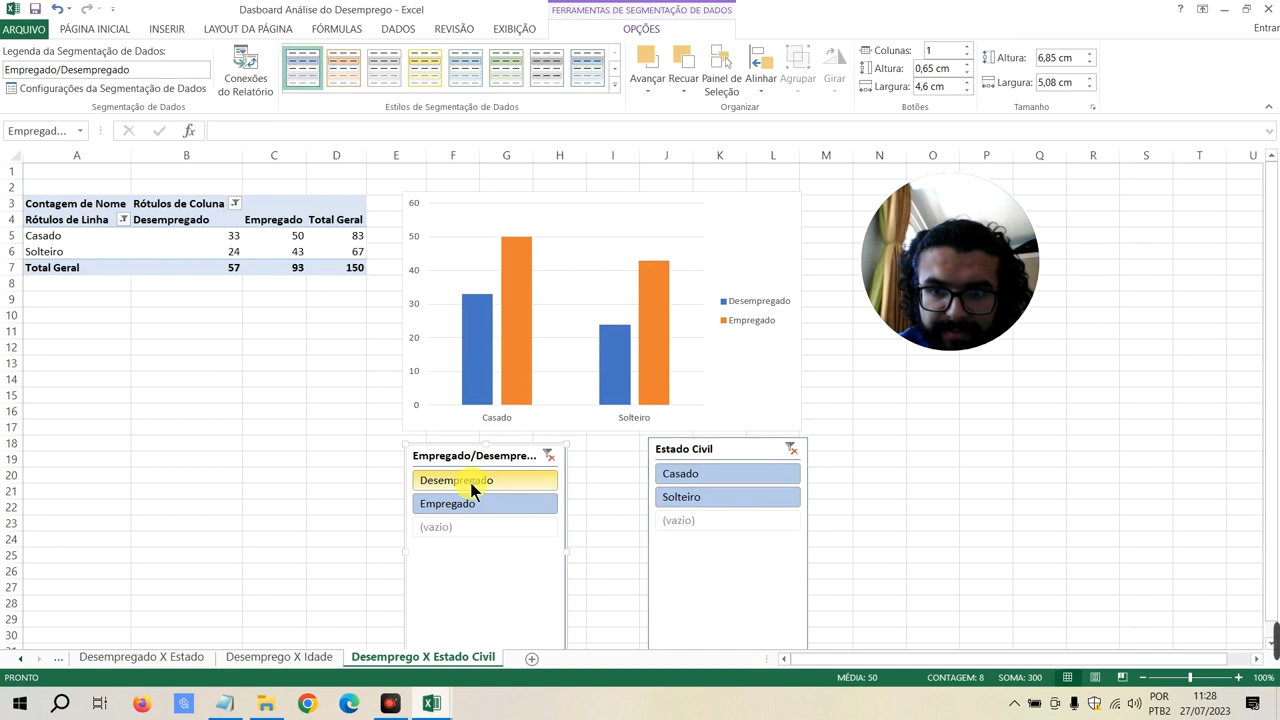 Dasboard Análise do Desemprego - Excel
FERRAMENTAS DE SEGMENTAÇÃO DE DADOS
ARQUIVO PÁGINA INICIAL INSERIR LAYOUT DA PÁGINA FÓRMULAS DADOS REVISÃO EXIBIÇÃO OPÇÕES Entrar
Legenda da Segmentação de Dados:
Empregado/Desempregado
Configurações da Segmentação de Dados
Segmentação de Dados
Conexões do Relatório
Estilos de Segmentação de Dados
Avançar Recuar Painel de Seleção Alinhar Agrupar Girar
Organizar
Colunas: 1
Altura: 0,65 cm
Largura: 4,6 cm
Botões
Altura: 6,85 cm
Largura: 5,08 cm
Tamanho
Empregad... fx
A B C D E F G H I J K L M N O P Q R S T U
1
2
3 Contagem de Nome Rótulos de Coluna
4 Rótulos de Linha Desempregado Empregado Total Geral
5 Casado 33 50 83
6 Solteiro 24 43 67
7 Total Geral 57 93 150
8
9
10
11
12
13
14
15
16
17
18
19
20
21
22
23
24
25
26
27
28
29
30
60
50
40
30
20
10
0
Casado Solteiro
Desempregado
Empregado
Empregado/Desempre...
Desempregado
Empregado
(vazio)
Estado Civil
Casado
Solteiro
(vazio)
... Desempregado X Estado Desemprego X Idade Desemprego X Estado Civil
PRONTO MÉDIA: 50 CONTAGEM: 8 SOMA: 300 100%
POR
PTB2
11:28
27/07/2023